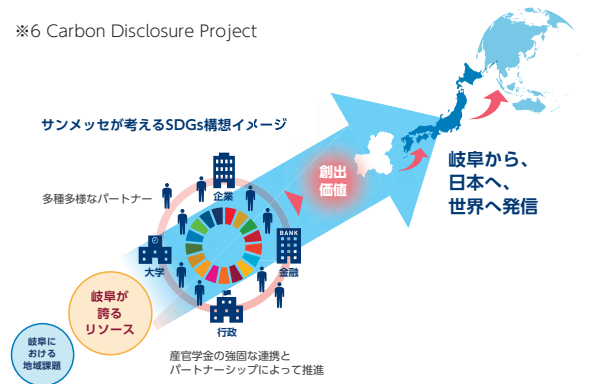 ※6 Carbon Disclosure Project
サンメッセが考えるSDGs構想イメージ
多種多様なパートナー
企業
創出
価値
岐阜から、
日本へ、
世界へ発信
大学
BANK
金融
岐阜が
誇る
リソース
行政
岐阜に
おける
地域課題
産官学金の強固な連携と
パートナーシップによって推進